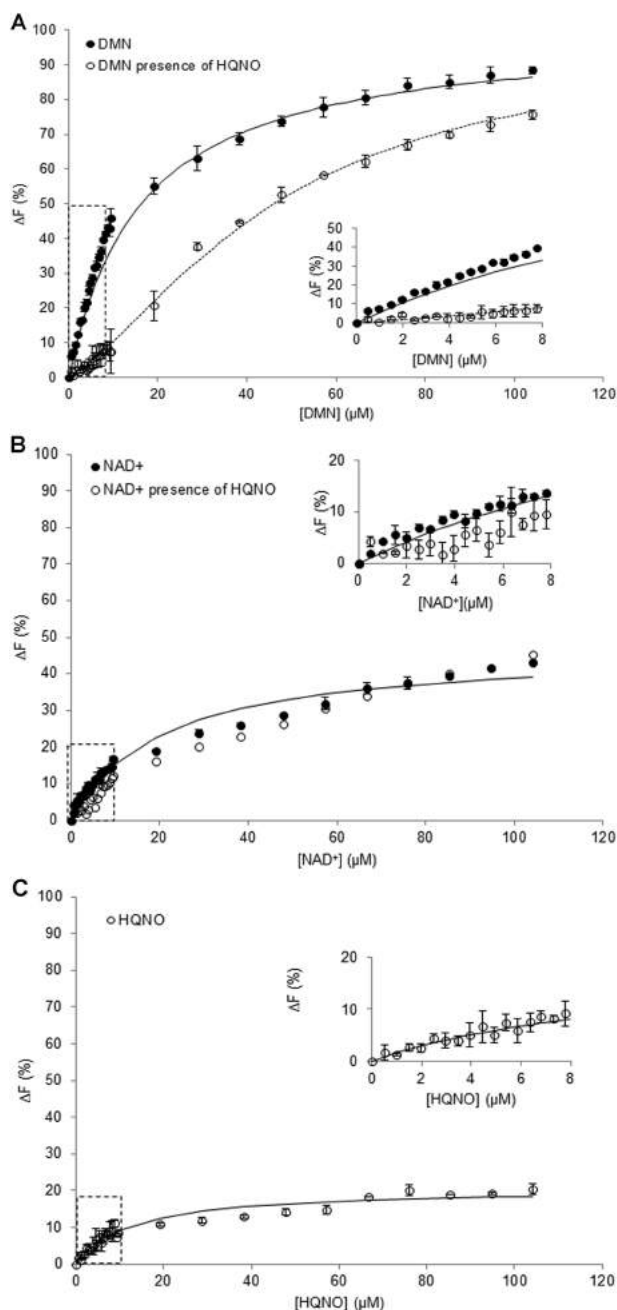 A
DMN
DMN presence of HQNO
ΔF (%)
100
90
80
70
60
50
40
30
20
10
0
0 20 40 60 80 100 120
[DMN] (µM)
ΔF (%)
50
40
30
20
10
0
0 2 4 6 8
[DMN] (µM)
B
NAD+
NAD+ presence of HQNO
ΔF (%)
100
90
80
70
60
50
40
30
20
10
0
0 20 40 60 80 100 120
[NAD⁺] (µM)
ΔF (%)
20
10
0
0 2 4 6 8
[NAD⁺](µM)
C
HQNO
ΔF (%)
100
90
80
70
60
50
40
30
20
10
0
0 20 40 60 80 100 120
[HQNO] (µM)
ΔF (%)
20
10
0
0 2 4 6 8
[HQNO] (µM)